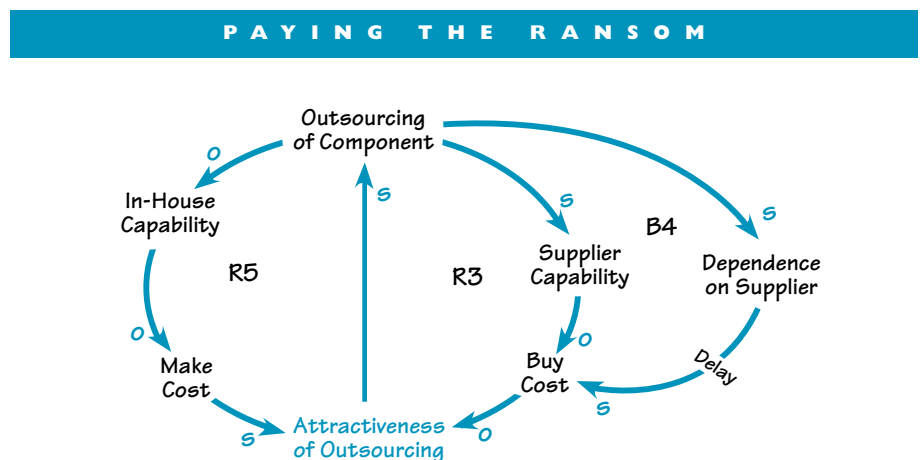 PAYING THE RANSOM
Outsourcing
of Component
O
S
S
S
In-House
Capability
R5
R3
B4
Supplier
Capability
Dependence
on Supplier
O
O
Make
Cost
Buy
Cost
Delay
S
S
O
Attractiveness
of Outsourcing